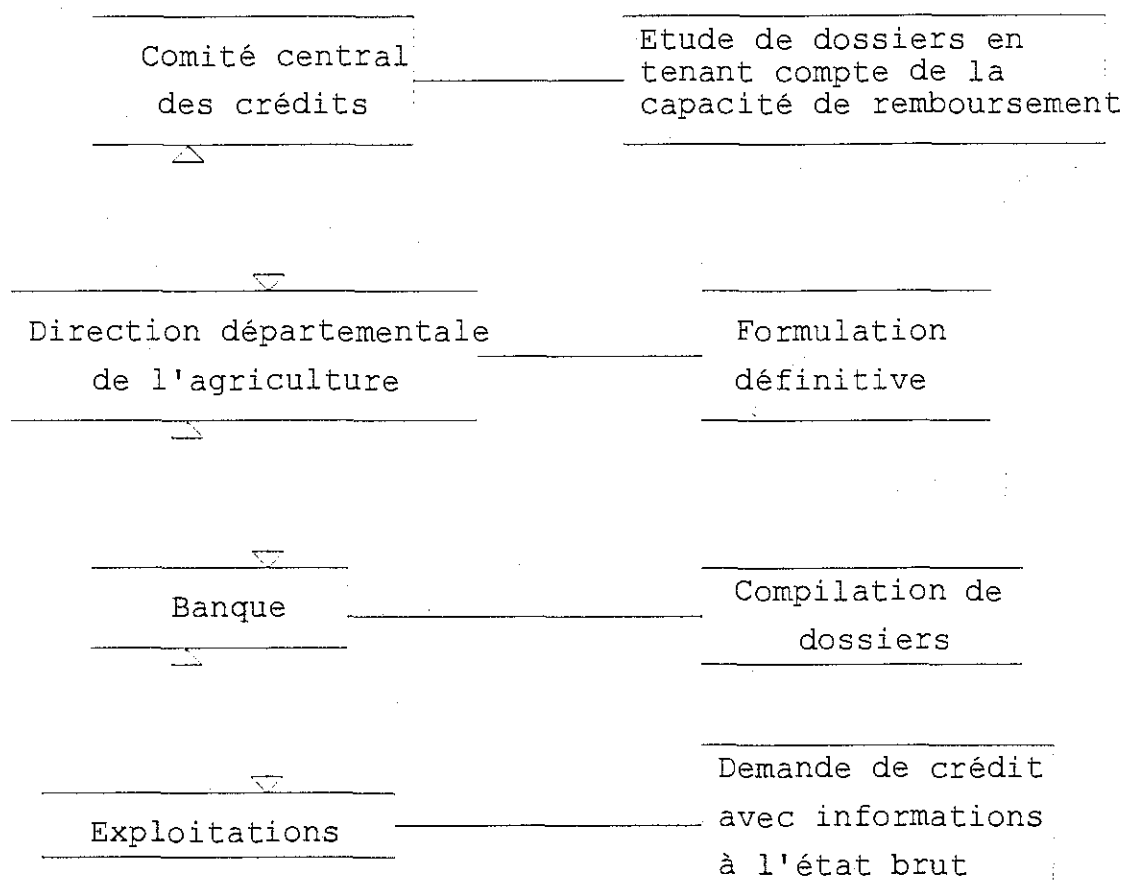 Comité central
des crédits
Etude de dossiers en
tenant compte de la
capacité de remboursement
Direction départementale
de l'agriculture
Formulation
définitive
Banque
Compilation de
dossiers
Exploitations
Demande de crédit
avec informations
à l'état brut